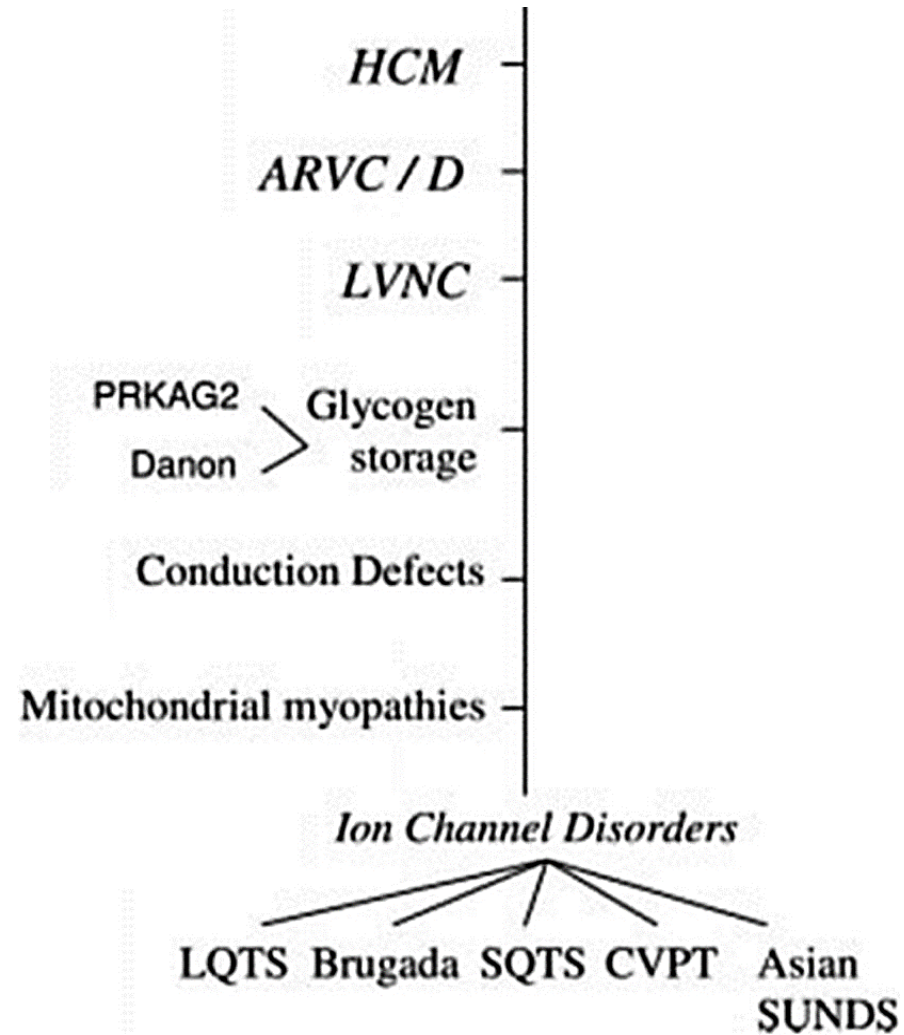 HCM
ARVC / D
LVNC
PRKAG2
Danon
Glycogen
storage
Conduction Defects
Mitochondrial myopathies
Ion Channel Disorders
LQTS Brugada SQTS CVPT Asian
SUNDS